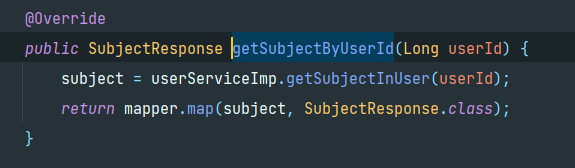 @Override
public SubjectResponse getSubjectByUserId(Long userId) {
    subject = userServiceImp.getSubjectInUser(userId);
    return mapper.map(subject, SubjectResponse.class);
}